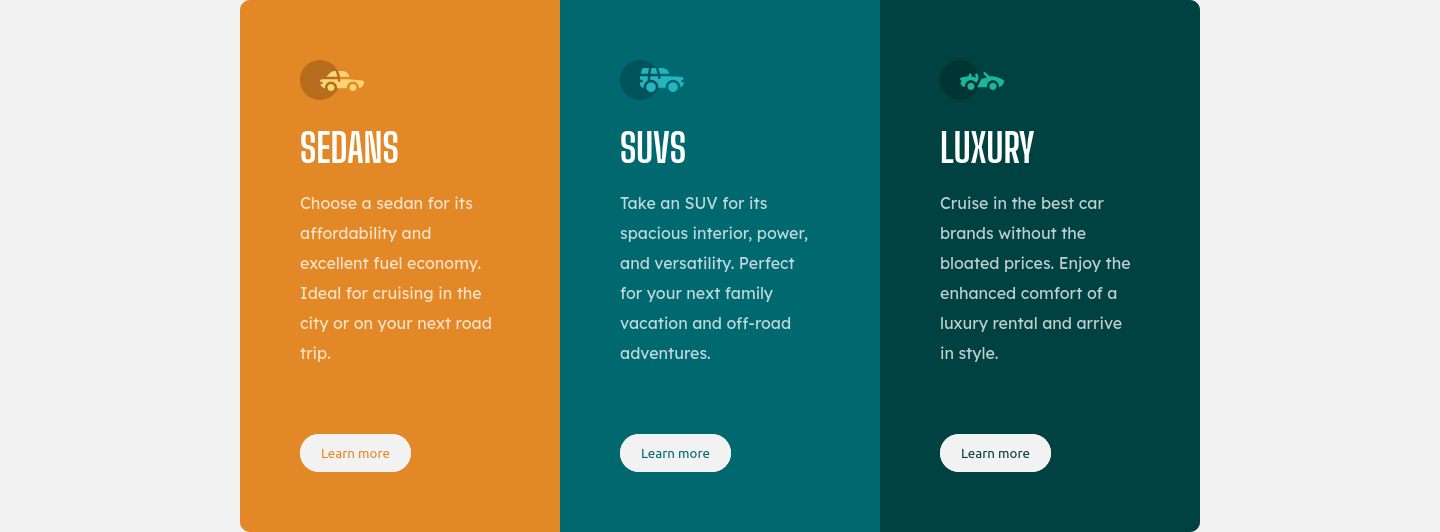 SEDANS
Choose a sedan for its
affordability and
excellent fuel economy.
Ideal for cruising in the
city or on your next road
trip.
Learn more
SUVS
Take an SUV for its
spacious interior, power,
and versatility. Perfect
for your next family
vacation and off-road
adventures.
Learn more
LUXURY
Cruise in the best car
brands without the
bloated prices. Enjoy the
enhanced comfort of a
luxury rental and arrive
in style.
Learn more